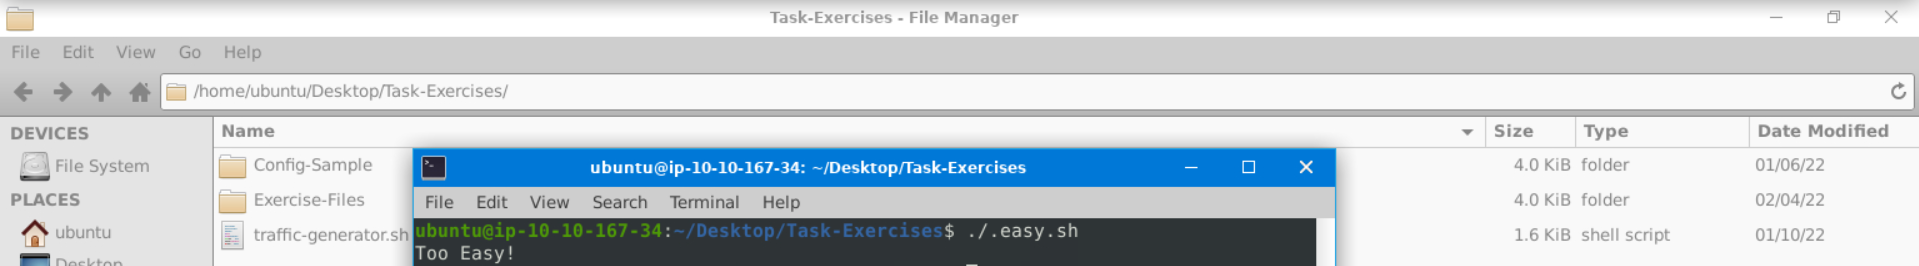 Task-Exercises - File Manager
File Edit View Go Help
/home/ubuntu/Desktop/Task-Exercises/
DEVICES
File System
PLACES
ubuntu
Desktop
Name Size Type Date Modified
Config-Sample 4.0 KiB folder 01/06/22
Exercise-Files 4.0 KiB folder 02/04/22
traffic-generator.sh 1.6 KiB shell script 01/10/22
ubuntu@ip-10-10-167-34: ~/Desktop/Task-Exercises
File Edit View Search Terminal Help
ubuntu@ip-10-10-167-34:~/Desktop/Task-Exercises$ ./.easy.sh
Too Easy!